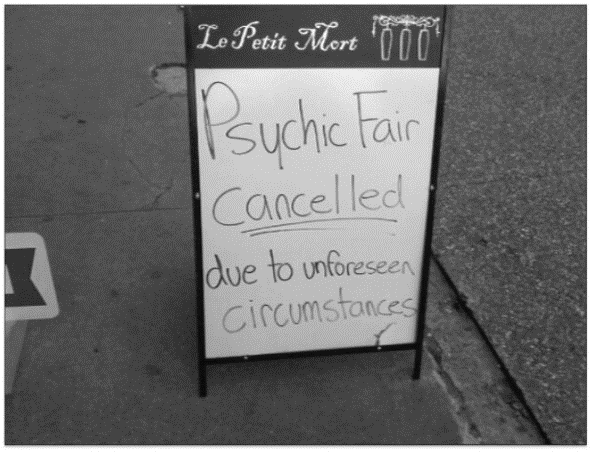 Le Petit Mort
Psychic Fair
Cancelled
due to unforeseen
circumstances